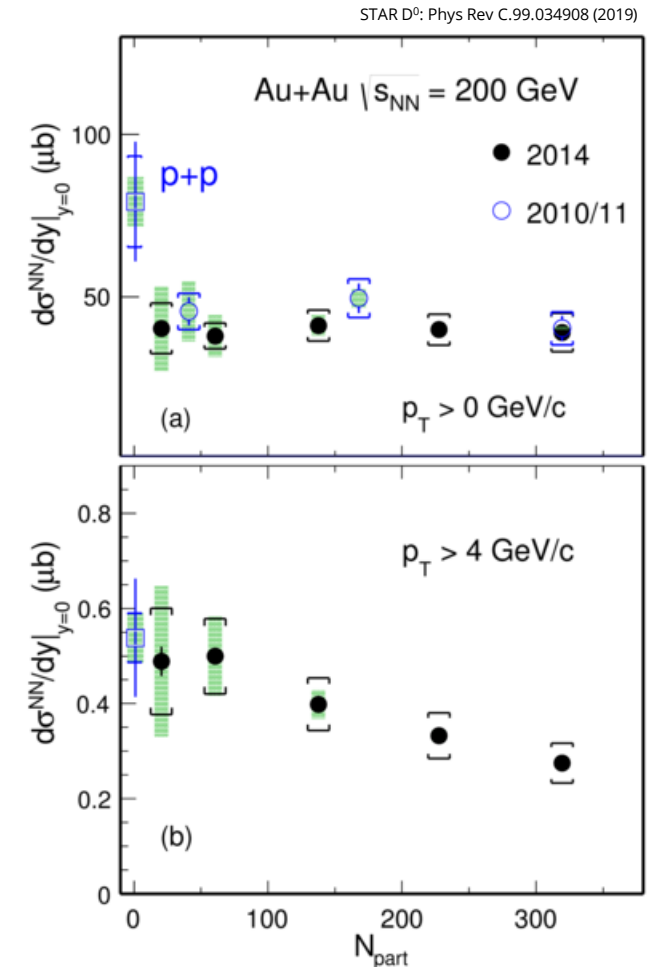 STAR D⁰: Phys Rev C.99.034908 (2019)
Au+Au √sNN = 200 GeV
2014
2010/11
p+p
100
50
dσᴺᴺ/dy|y=0 (μb)
(a)
pT > 0 GeV/c
pT > 4 GeV/c
0.8
0.6
0.4
0.2
0
dσᴺᴺ/dy|y=0 (μb)
(b)
0 100 200 300
Npart